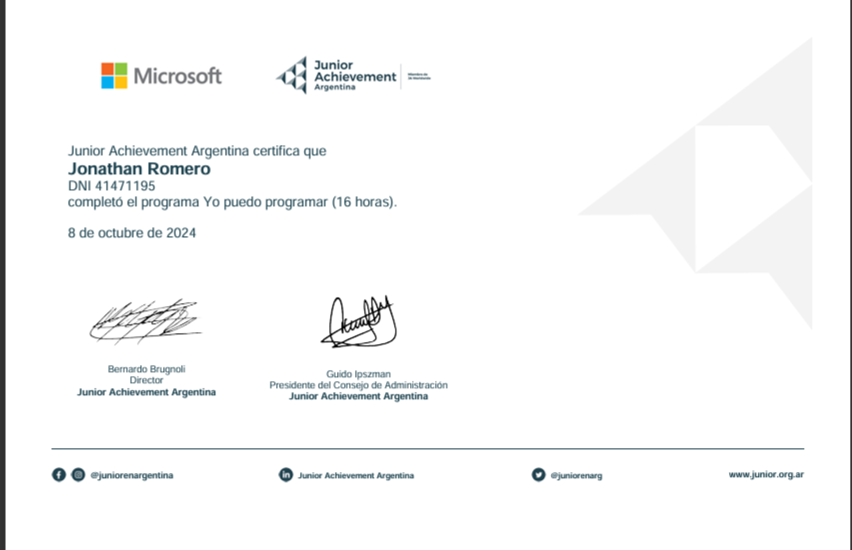 Microsoft
Junior
Achievement
Argentina
Junior Achievement Argentina certifica que
Jonathan Romero
DNI 41471195
completó el programa Yo puedo programar (16 horas).
8 de octubre de 2024
Bernardo Brugnoli
Director
Junior Achievement Argentina
Guido Ipszman
Presidente del Consejo de Administración
Junior Achievement Argentina
@juniorenargentina
Junior Achievement Argentina
@juniorenarg
www.junior.org.ar